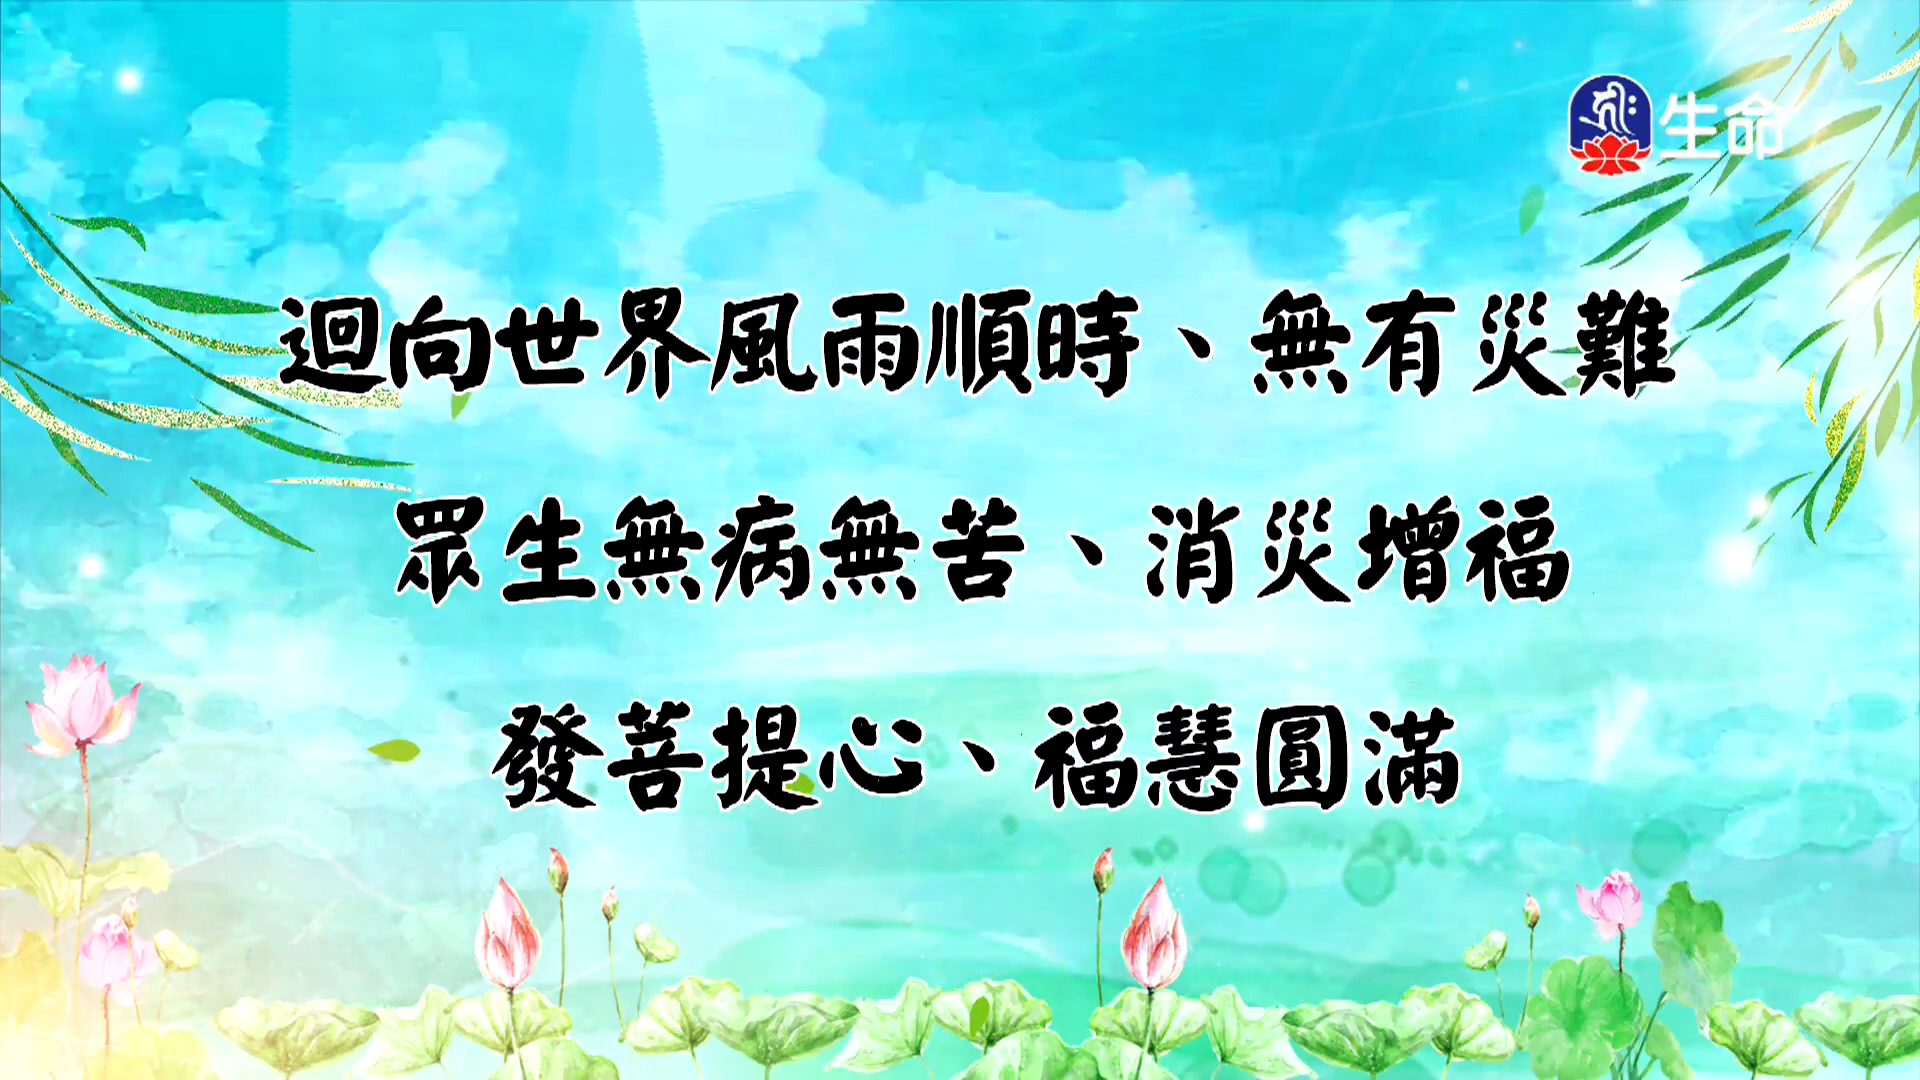 生命
迴向世界風雨順時、無有災難
眾生無病無苦、消災增福
發菩提心、福慧圓滿